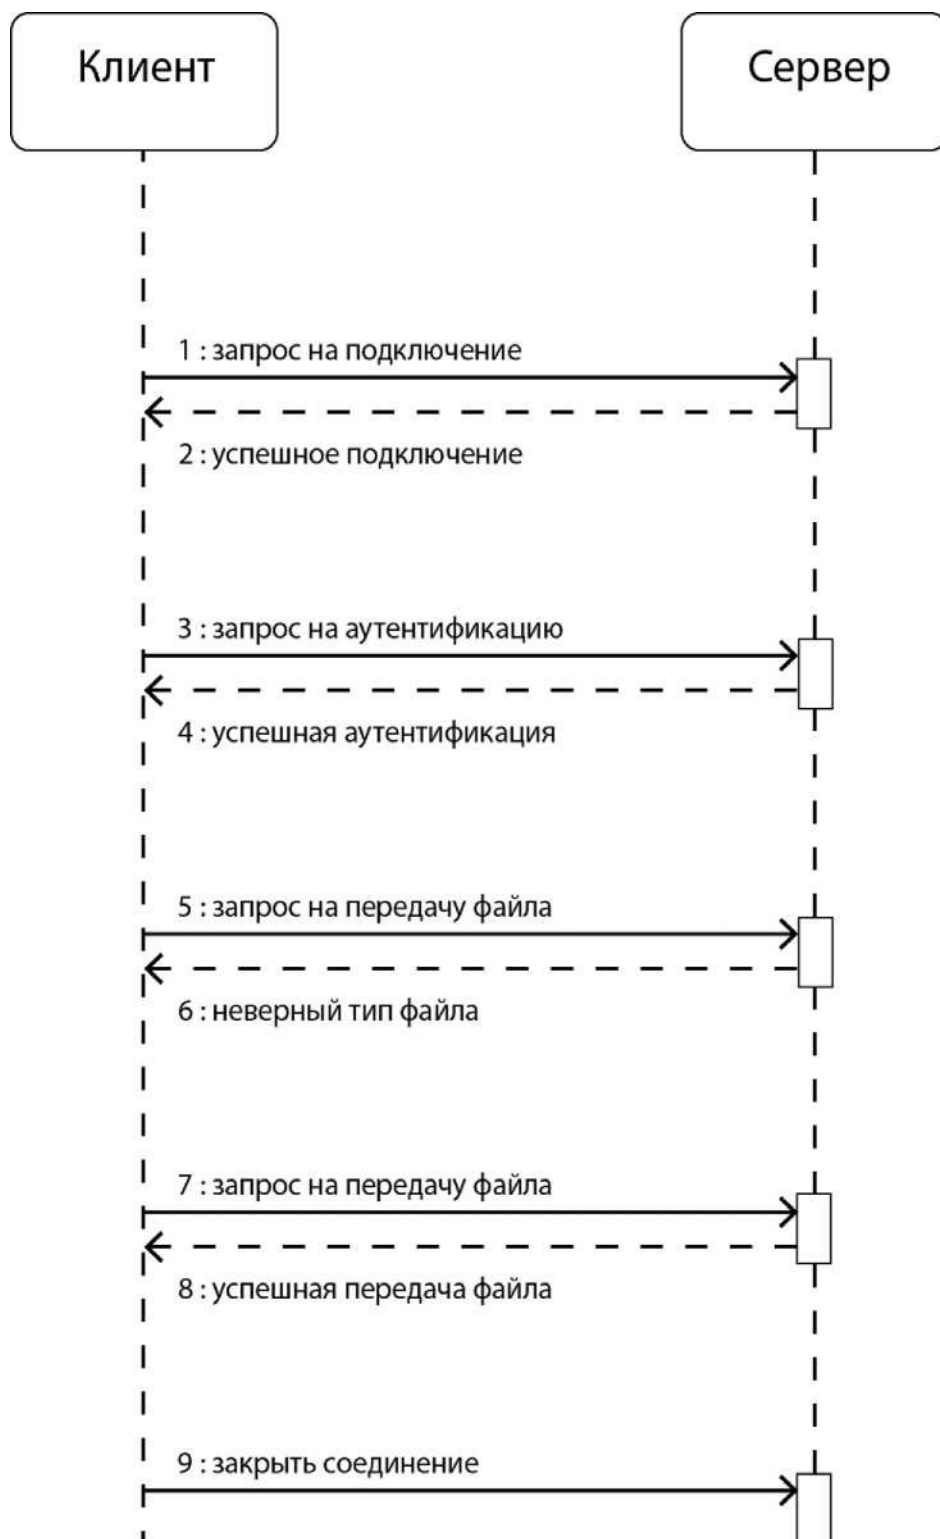 Клиент
Сервер
1 : запрос на подключение
2 : успешное подключение
3 : запрос на аутентификацию
4 : успешная аутентификация
5 : запрос на передачу файла
6 : неверный тип файла
7 : запрос на передачу файла
8 : успешная передача файла
9 : закрыть соединение